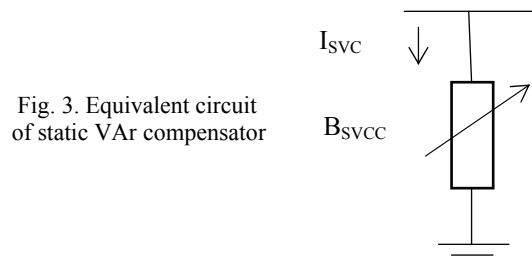 I_SVC
Fig. 3. Equivalent circuit
of static VAr compensator
B_SVCC